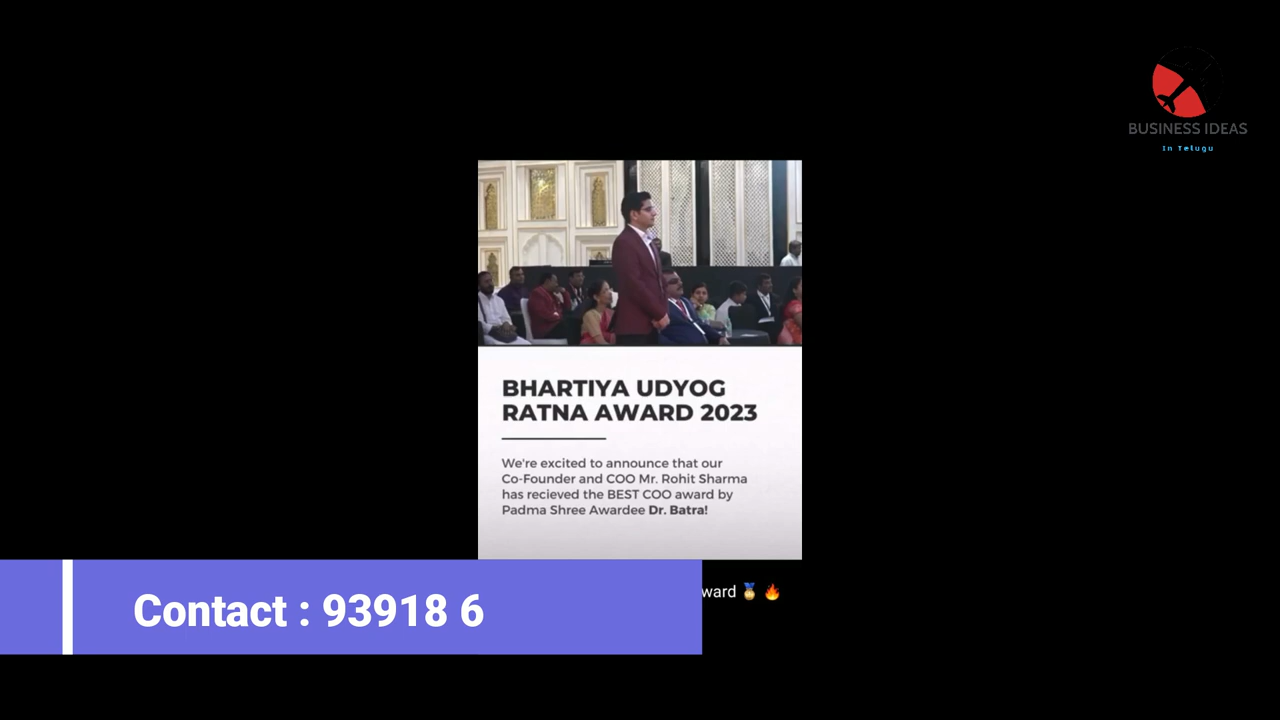 BUSINESS IDEAS
In Telugu
BHARTIYA UDYOG
RATNA AWARD 2023
We're excited to announce that our
Co-Founder and COO Mr. Rohit Sharma
has recieved the BEST COO award by
Padma Shree Awardee Dr. Batra!
ward 🏅 🔥
Contact : 93918 6